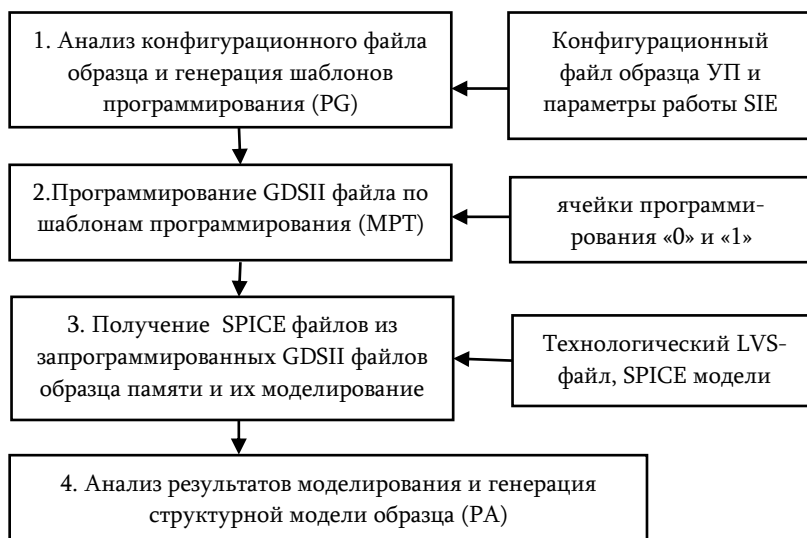 1. Анализ конфигурационного файла
образца и генерация шаблонов
программирования (PG)
Конфигурационный
файл образца УП и
параметры работы SIE
2.Программирование GDSII файла по
шаблонам программирования (MPT)
ячейки программи-
рования «0» и «1»
3. Получение SPICE файлов из
запрограммированных GDSII файлов
образца памяти и их моделирование
Технологический LVS-
файл, SPICE модели
4. Анализ результатов моделирования и генерация
структурной модели образца (PA)